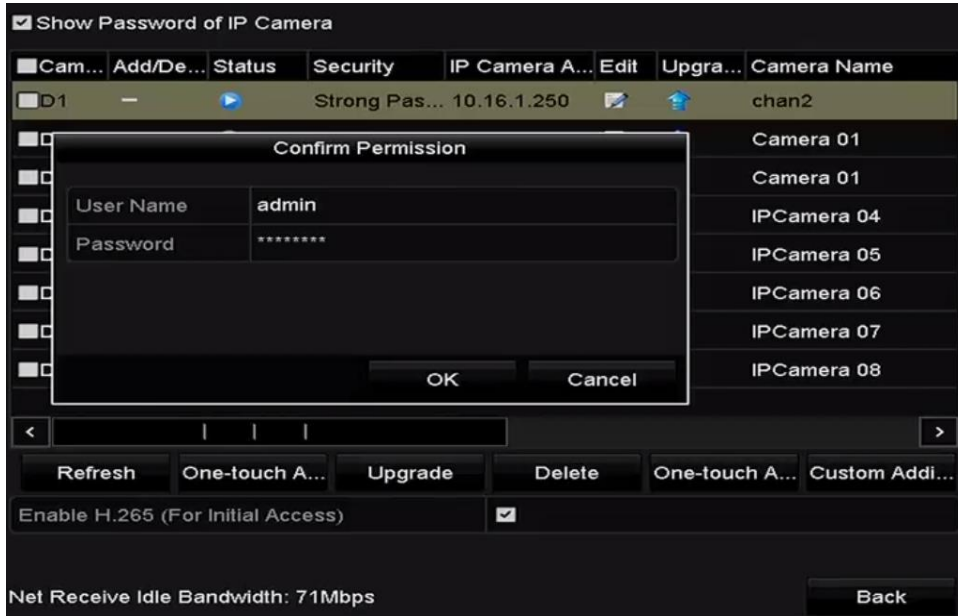 Show Password of IP Camera
Cam... Add/De... Status Security IP Camera A... Edit Upgra... Camera Name
D1 — Strong Pas... 10.16.1.250 chan2
D Camera 01
D Camera 01
D IPCamera 04
D IPCamera 05
D IPCamera 06
D IPCamera 07
D IPCamera 08
Confirm Permission
User Name admin
Password ********
OK Cancel
Refresh One-touch A... Upgrade Delete One-touch A... Custom Addi...
Enable H.265 (For Initial Access)
Net Receive Idle Bandwidth: 71Mbps Back